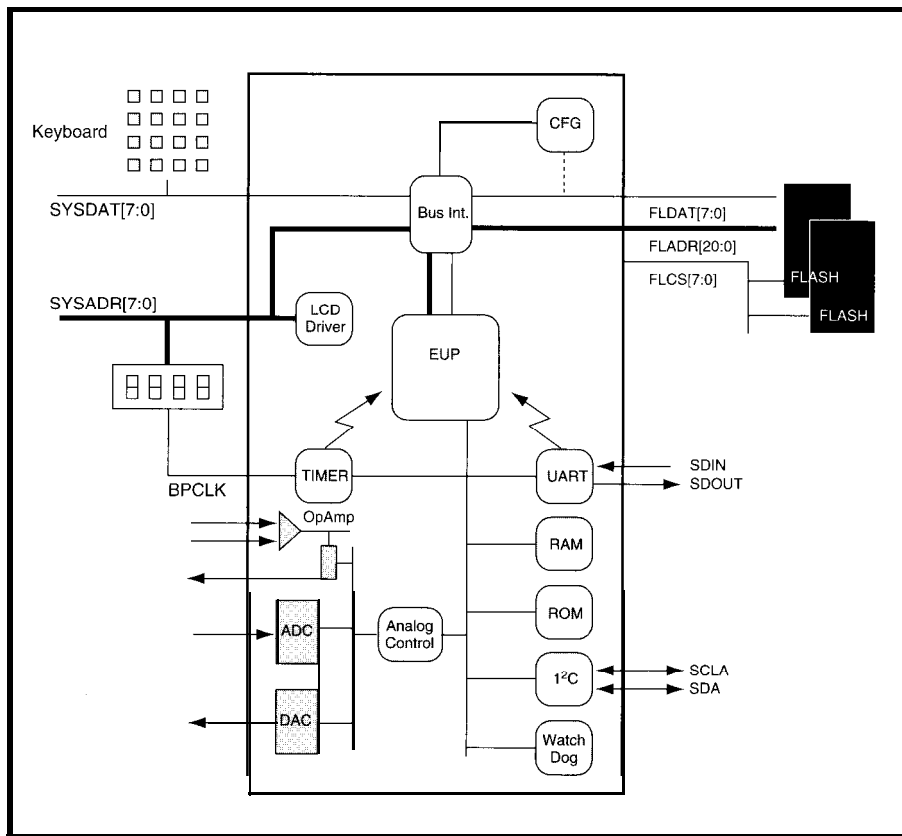 Keyboard
CFG
SYSDAT[7:0]
Bus Int.
FLDAT[7:0]
FLADR[20:0]
FLCS[7:0]
FLASH
FLASH
SYSADR[7:0]
LCD
Driver
EUP
TIMER
UART
SDIN
SDOUT
BPCLK
OpAmp
RAM
ROM
ADC
Analog
Control
1²C
SCLA
SDA
DAC
Watch
Dog